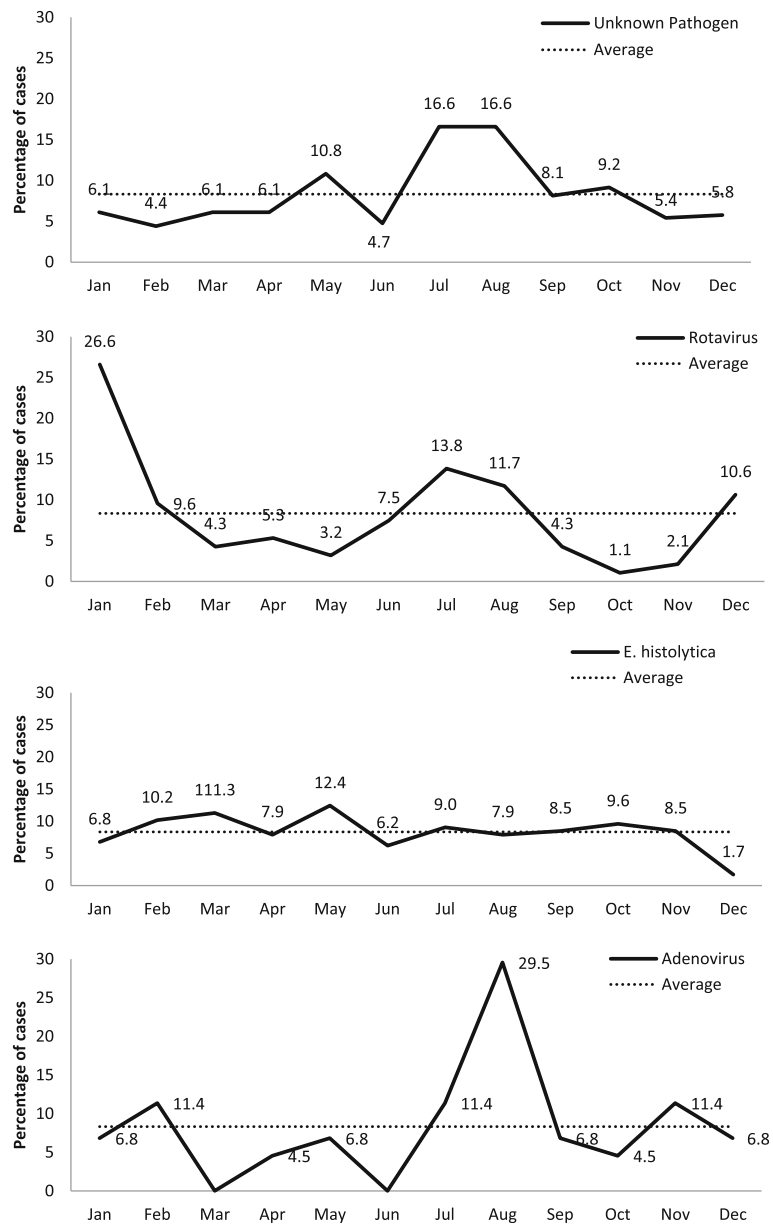 30
Unknown Pathogen
Average
25
20
16.6 16.6
15
10.8
10
6.1 4.4 6.1 6.1 8.1 9.2 5.4 5.8
5
4.7
0
Percentage of cases
Jan Feb Mar Apr May Jun Jul Aug Sep Oct Nov Dec
30
Rotavirus
26.6
Average
25
20
15
13.8
11.7
10.6
10
9.6
7.5
4.3 5.3 3.2 4.3 1.1 2.1
5
0
Percentage of cases
Jan Feb Mar Apr May Jun Jul Aug Sep Oct Nov Dec
E. histolytica
Average
30
25
20
15
6.8 10.2 111.3 7.9 12.4 6.2 9.0 7.9 8.5 9.6 8.5 1.7
10
5
0
Percentage of cases
Jan Feb Mar Apr May Jun Jul Aug Sep Oct Nov Dec
30
29.5
Adenovirus
Average
25
20
15
11.4 11.4 11.4
10
6.8 4.5 6.8 6.8 4.5 6.8
5
0
Percentage of cases
Jan Feb Mar Apr May Jun Jul Aug Sep Oct Nov Dec